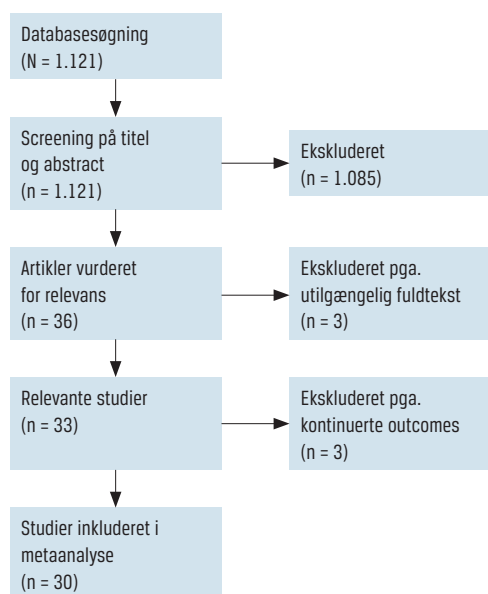 Databasesøgning
(N = 1.121)
Screening på titel
og abstract
(n = 1.121)
Ekskluderet
(n = 1.085)
Artikler vurderet
for relevans
(n = 36)
Ekskluderet pga.
utilgængelig fuldtekst
(n = 3)
Relevante studier
(n = 33)
Ekskluderet pga.
kontinuerte outcomes
(n = 3)
Studier inkluderet i
metaanalyse
(n = 30)